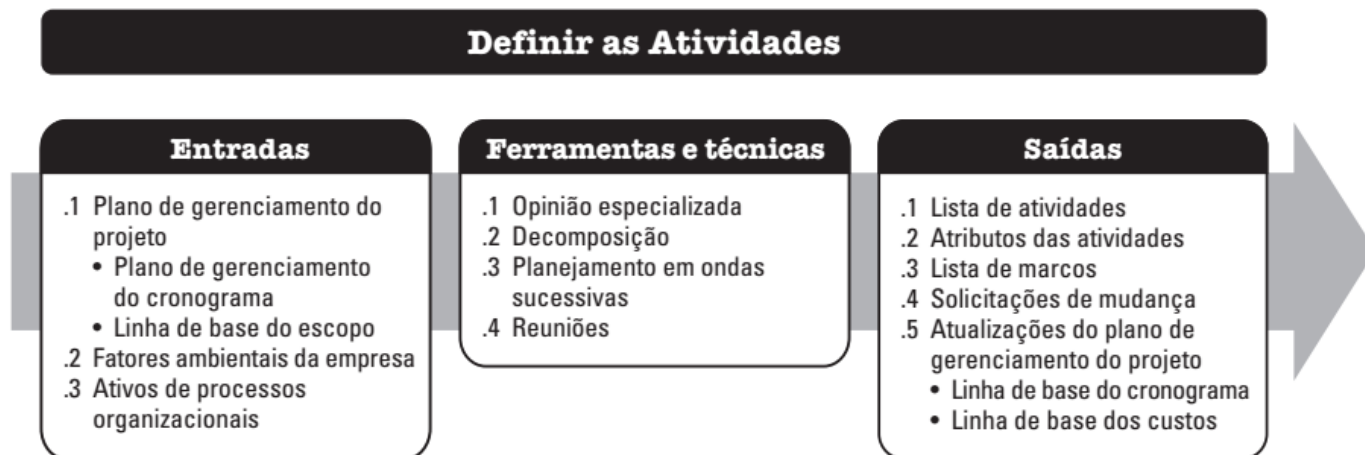 Definir as Atividades
Entradas
.1 Plano de gerenciamento do
projeto
• Plano de gerenciamento
do cronograma
• Linha de base do escopo
.2 Fatores ambientais da empresa
.3 Ativos de processos
organizacionais
Ferramentas e técnicas
.1 Opinião especializada
.2 Decomposição
.3 Planejamento em ondas
sucessivas
.4 Reuniões
Saídas
.1 Lista de atividades
.2 Atributos das atividades
.3 Lista de marcos
.4 Solicitações de mudança
.5 Atualizações do plano de
gerenciamento do projeto
• Linha de base do cronograma
• Linha de base dos custos